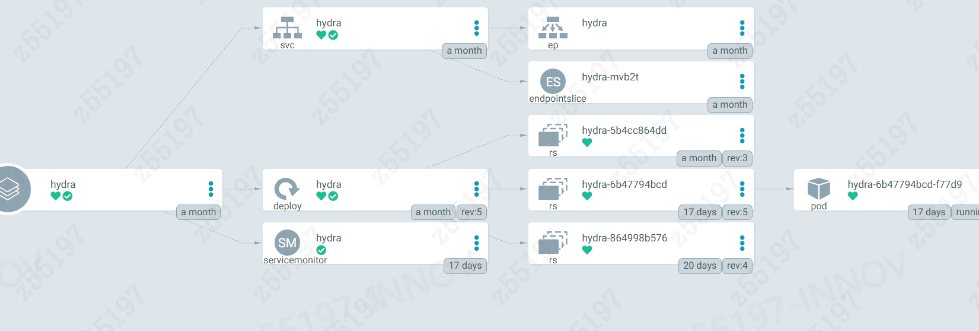 hydra
svc
a month
hydra
ep
a month
ES
hydra-mvb2t
endpointslice
a month
hydra-5b4cc864dd
rs
a month
rev:3
hydra
a month
hydra
deploy
a month
rev:5
hydra-6b47794bcd
rs
17 days
rev:5
hydra-6b47794bcd-f77d9
pod
17 days
SM
hydra
servicemonitor
17 days
hydra-864998b576
rs
20 days
rev:4
z55197
z55197
z55197
z55197
z55197
z55197
z55197
z55197-INNOV
z55197-INNOV